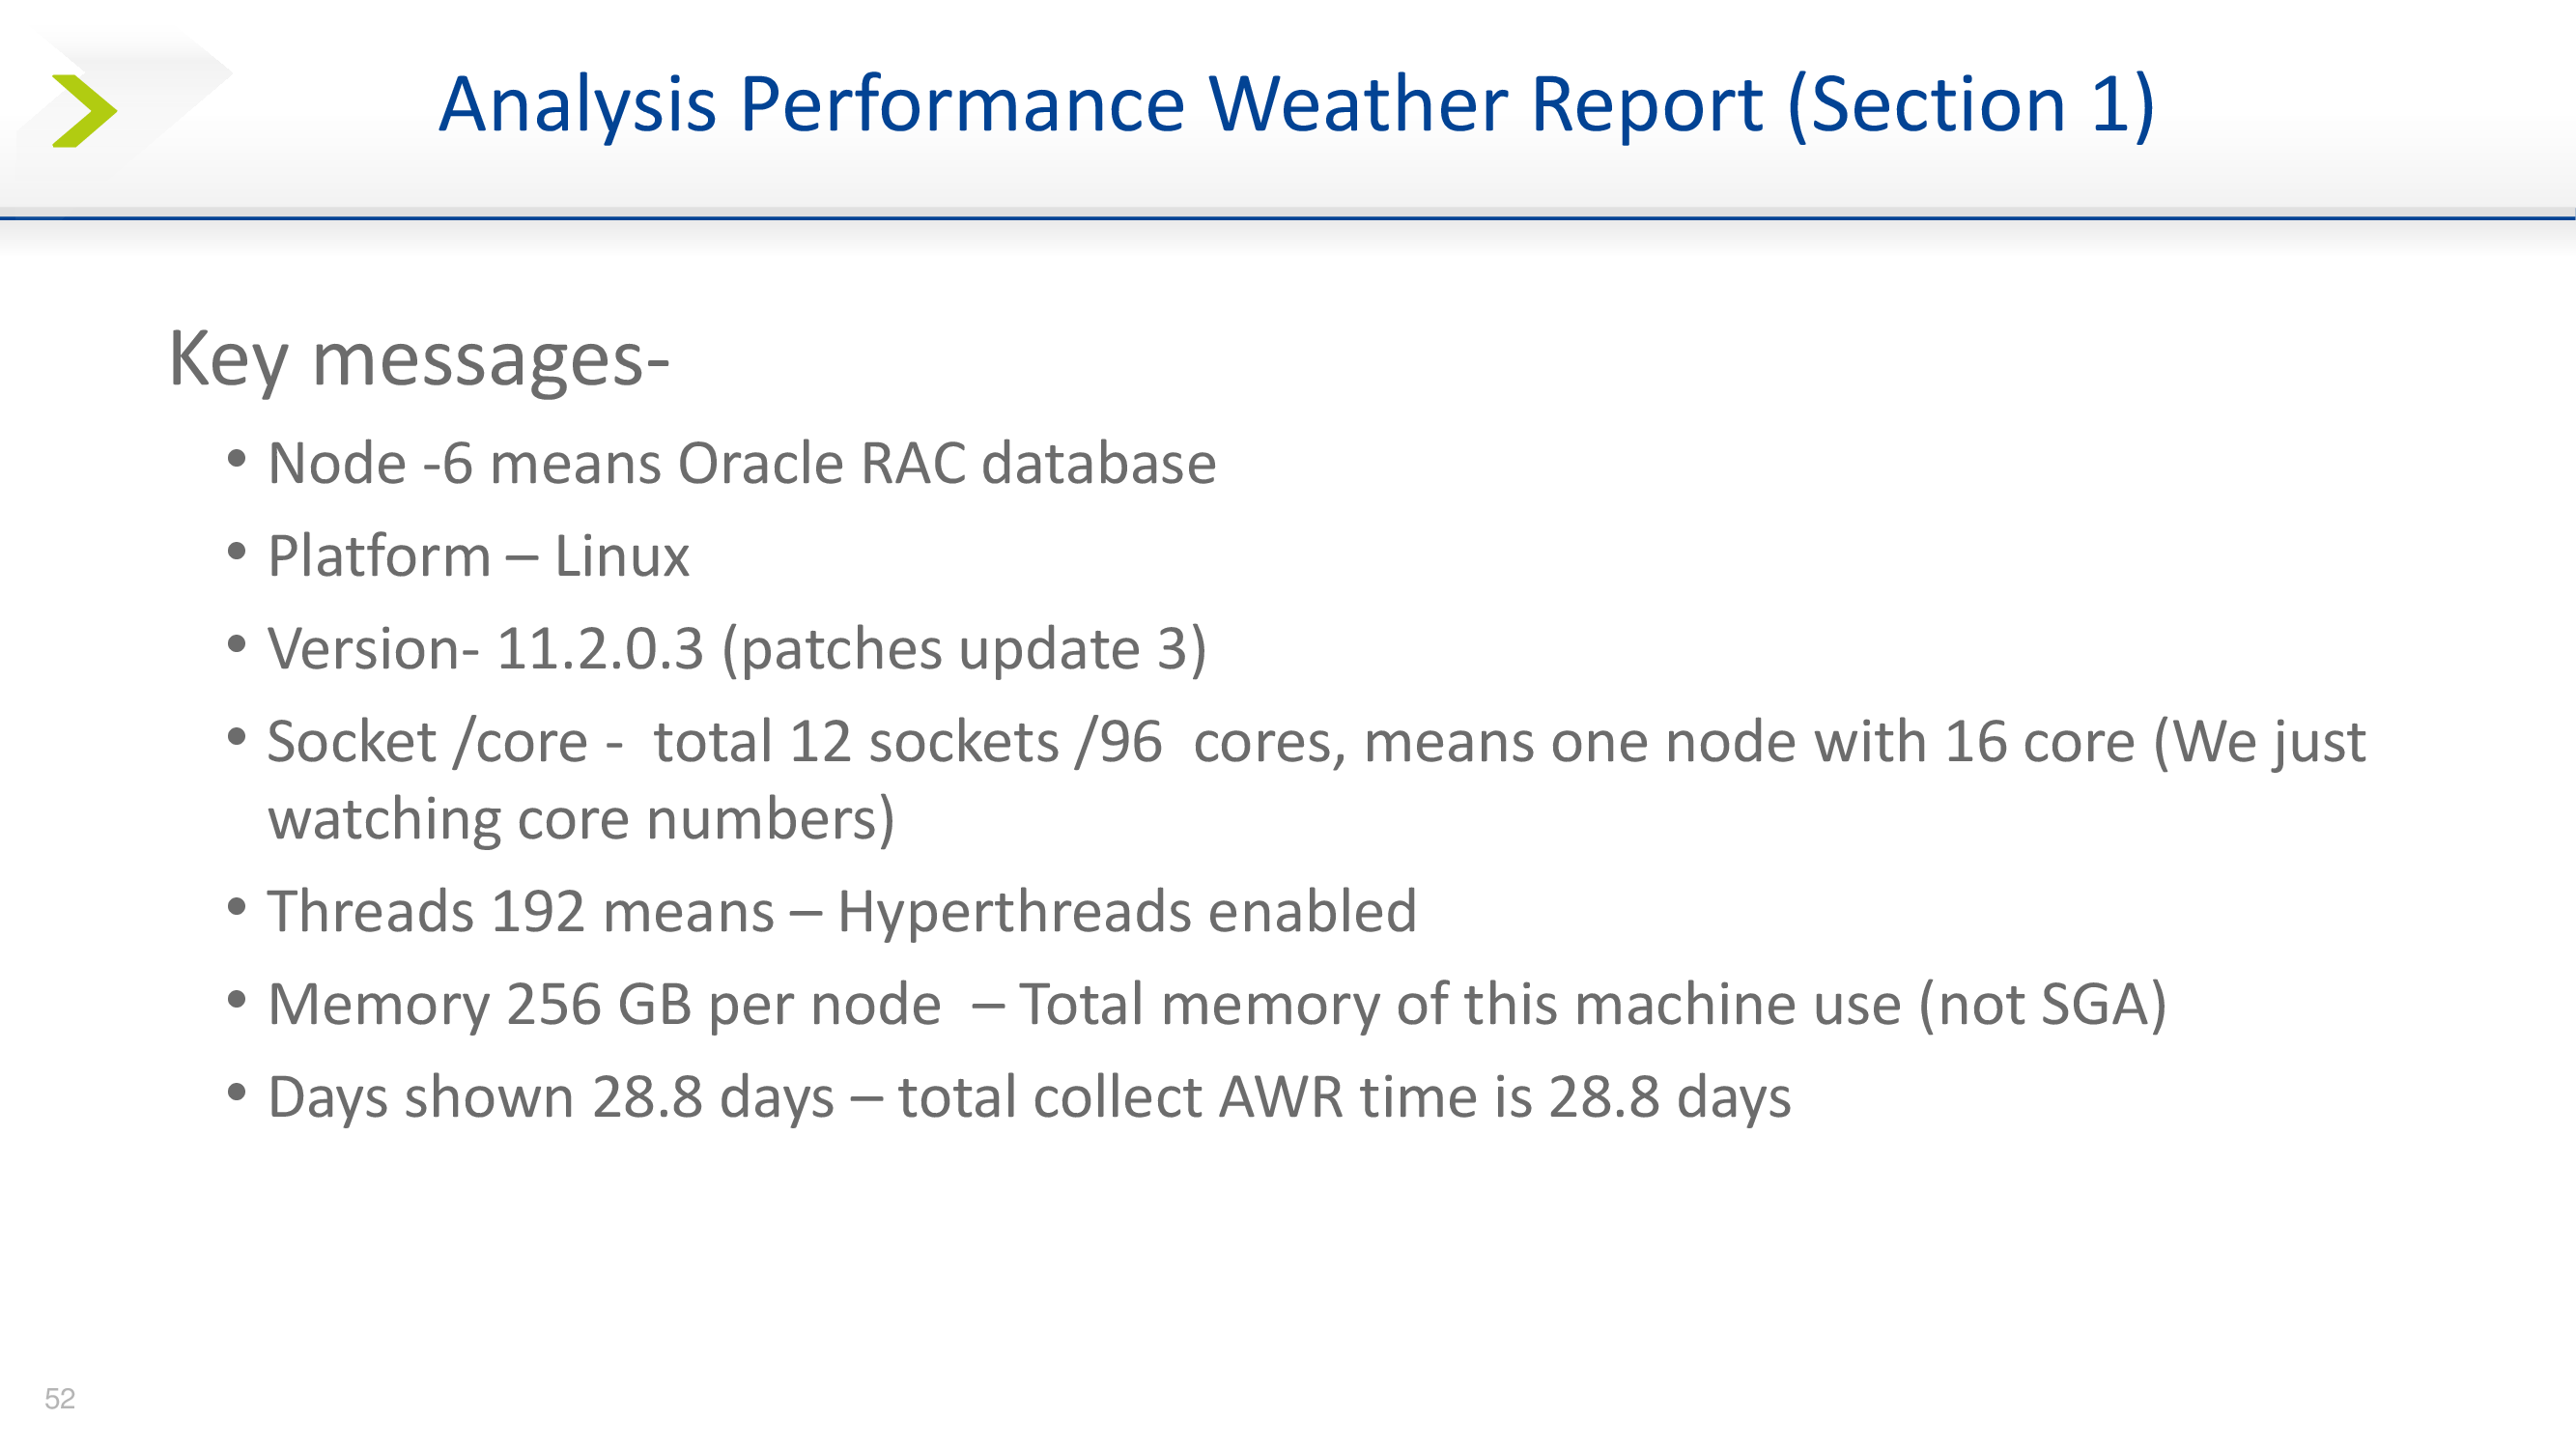 Analysis Performance Weather Report (Section 1)
Key messages-
• Node -6 means Oracle RAC database
• Platform – Linux
• Version- 11.2.0.3 (patches update 3)
• Socket /core -  total 12 sockets /96  cores, means one node with 16 core (We just
watching core numbers)
• Threads 192 means – Hyperthreads enabled
• Memory 256 GB per node  – Total memory of this machine use (not SGA)
• Days shown 28.8 days – total collect AWR time is 28.8 days
52